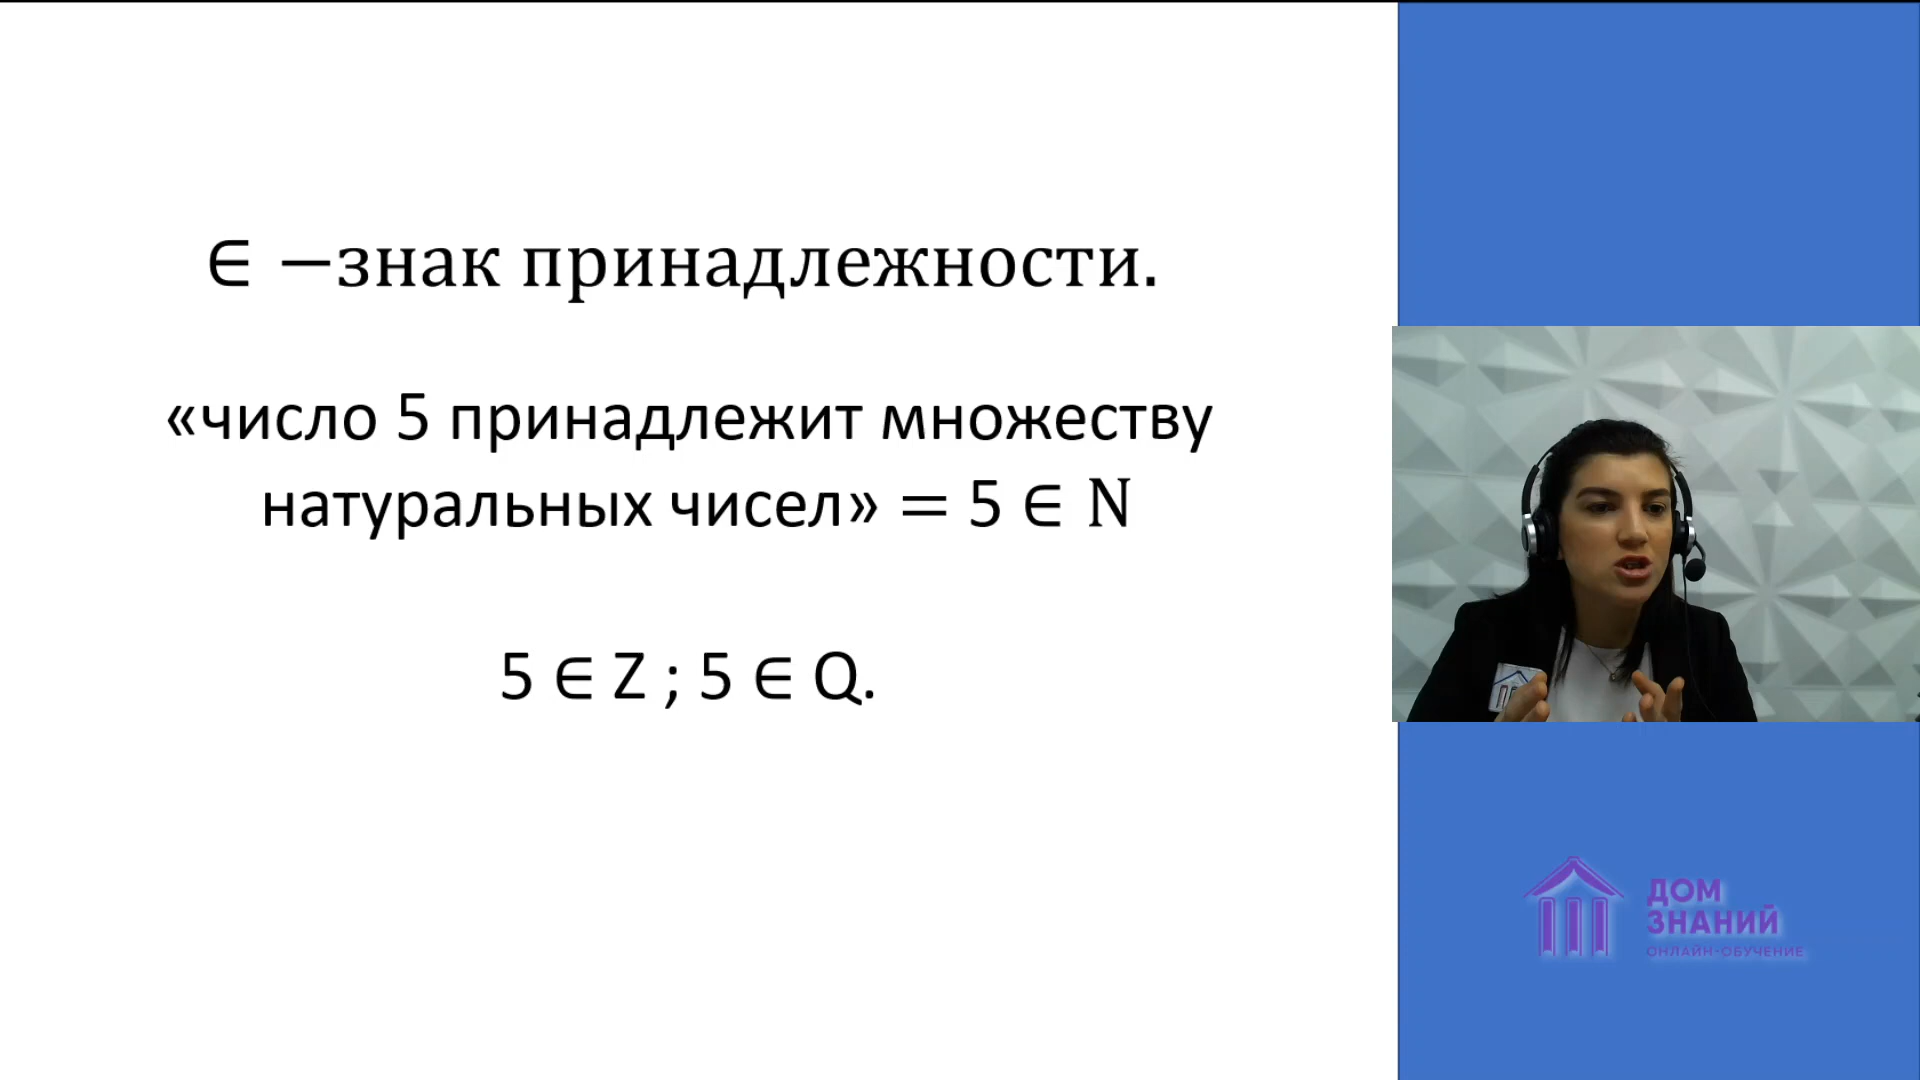 ∈ −знак принадлежности.
«число 5 принадлежит множеству
натуральных чисел» = 5 ∈ N
5 ∈ Z ; 5 ∈ Q.
ДОМ
ЗНАНИЙ
ОНЛАЙН-ОБУЧЕНИЕ